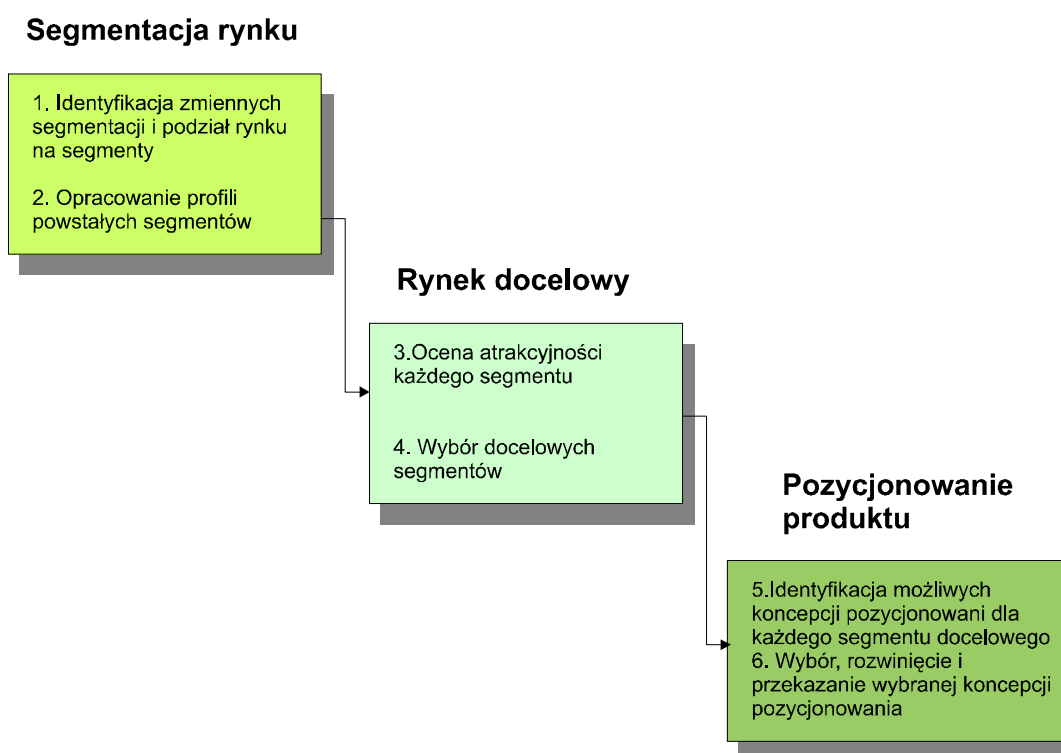 Segmentacja rynku
1. Identyfikacja zmiennych
segmentacji i podział rynku
na segmenty
2. Opracowanie profili
powstałych segmentów
Rynek docelowy
3.Ocena atrakcyjności
każdego segmentu
4. Wybór docelowych
segmentów
Pozycjonowanie
produktu
5.Identyfikacja możliwych
koncepcji pozycjonowani dla
każdego segmentu docelowego
6. Wybór, rozwinięcie i
przekazanie wybranej koncepcji
pozycjonowania